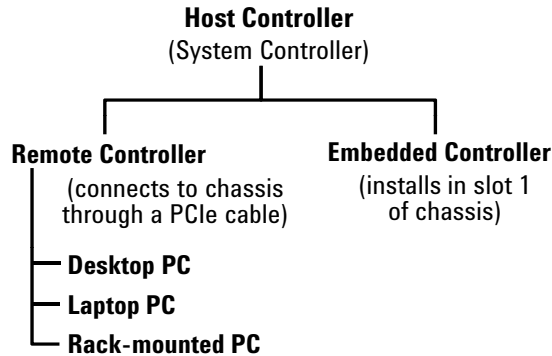 Host Controller
(System Controller)
Remote Controller
(connects to chassis
through a PCIe cable)
Embedded Controller
(installs in slot 1
of chassis)
Desktop PC
Laptop PC
Rack-mounted PC